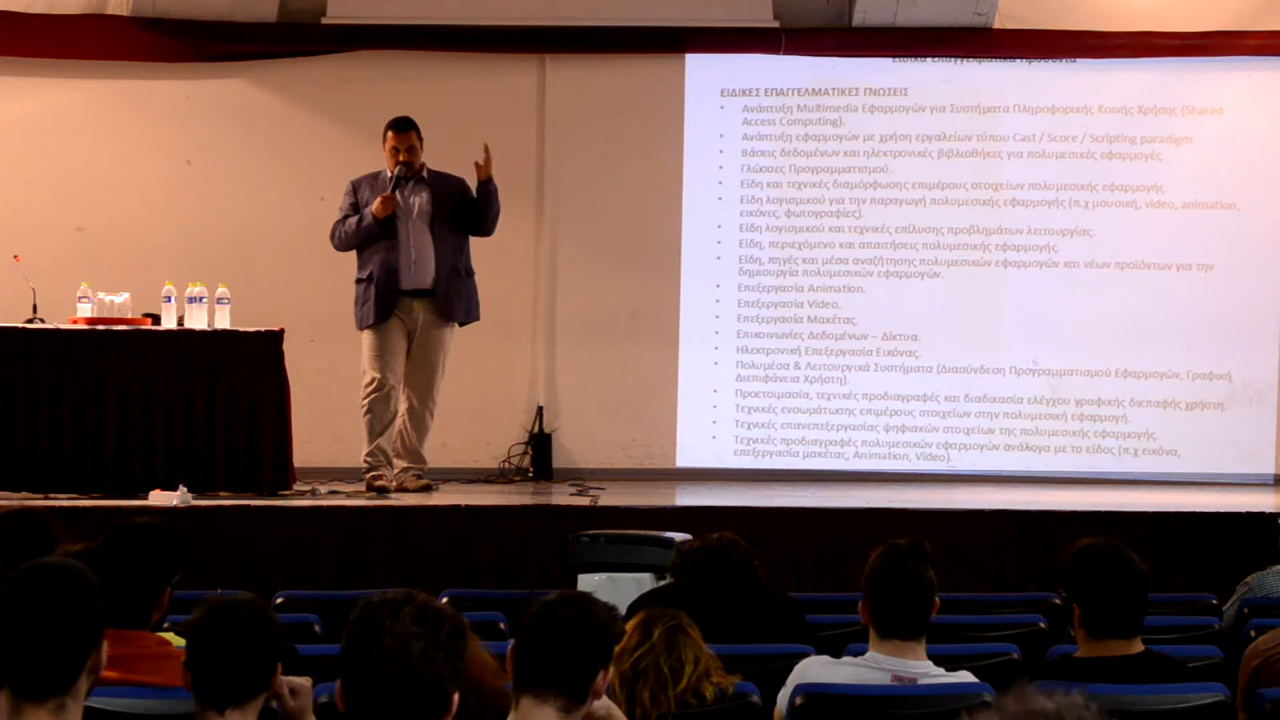 Ειδικά Επαγγελματικά Προσόντα
ΕΙΔΙΚΕΣ ΕΠΑΓΓΕΛΜΑΤΙΚΕΣ ΓΝΩΣΕΙΣ
• Ανάπτυξη Multimedia Εφαρμογών για Συστήματα Πληροφορικής Κοινής Χρήσης (Shared
Access Computing).
• Ανάπτυξη εφαρμογών με χρήση εργαλείων τύπου Cast / Score / Scripting paradigm
• Βάσεις δεδομένων και ηλεκτρονικές βιβλιοθήκες για πολυμεσικές εφαρμογές.
• Γλώσσες Προγραμματισμού.
• Είδη και τεχνικές διαμόρφωσης επιμέρους στοιχείων πολυμεσικής εφαρμογής.
• Είδη λογισμικού για την παραγωγή πολυμεσικής εφαρμογής (π.χ μουσική, video, animation,
εικόνες, φωτογραφίες).
• Είδη λογισμικού και τεχνικές επίλυσης προβλημάτων λειτουργίας.
• Είδη, περιεχόμενο και απαιτήσεις πολυμεσικής εφαρμογής.
• Είδη, πηγές και μέσα αναζήτησης πολυμεσικών εφαρμογών και νέων προϊόντων για την
δημιουργία πολυμεσικών εφαρμογών.
• Επεξεργασία Animation.
• Επεξεργασία Video.
• Επεξεργασία Μακέτας.
• Επικοινωνίες Δεδομένων – Δίκτυα.
• Ηλεκτρονική Επεξεργασία Εικόνας.
• Πολυμέσα & Λειτουργικά Συστήματα (Διασύνδεση Προγραμματισμού Εφαρμογών, Γραφική
Διεπιφάνεια Χρήστη).
• Προετοιμασία, τεχνικές προδιαγραφές και διαδικασία ελέγχου γραφικής διεπαφής χρήστη.
• Τεχνικές ενσωμάτωσης επιμέρους στοιχείων στην πολυμεσική εφαρμογή.
• Τεχνικές επανεπεξεργασίας ψηφιακών στοιχείων της πολυμεσικής εφαρμογής.
• Τεχνικές προδιαγραφές πολυμεσικών εφαρμογών ανάλογα με το είδος (π.χ εικόνα,
επεξεργασία μακέτας, Animation, Video).